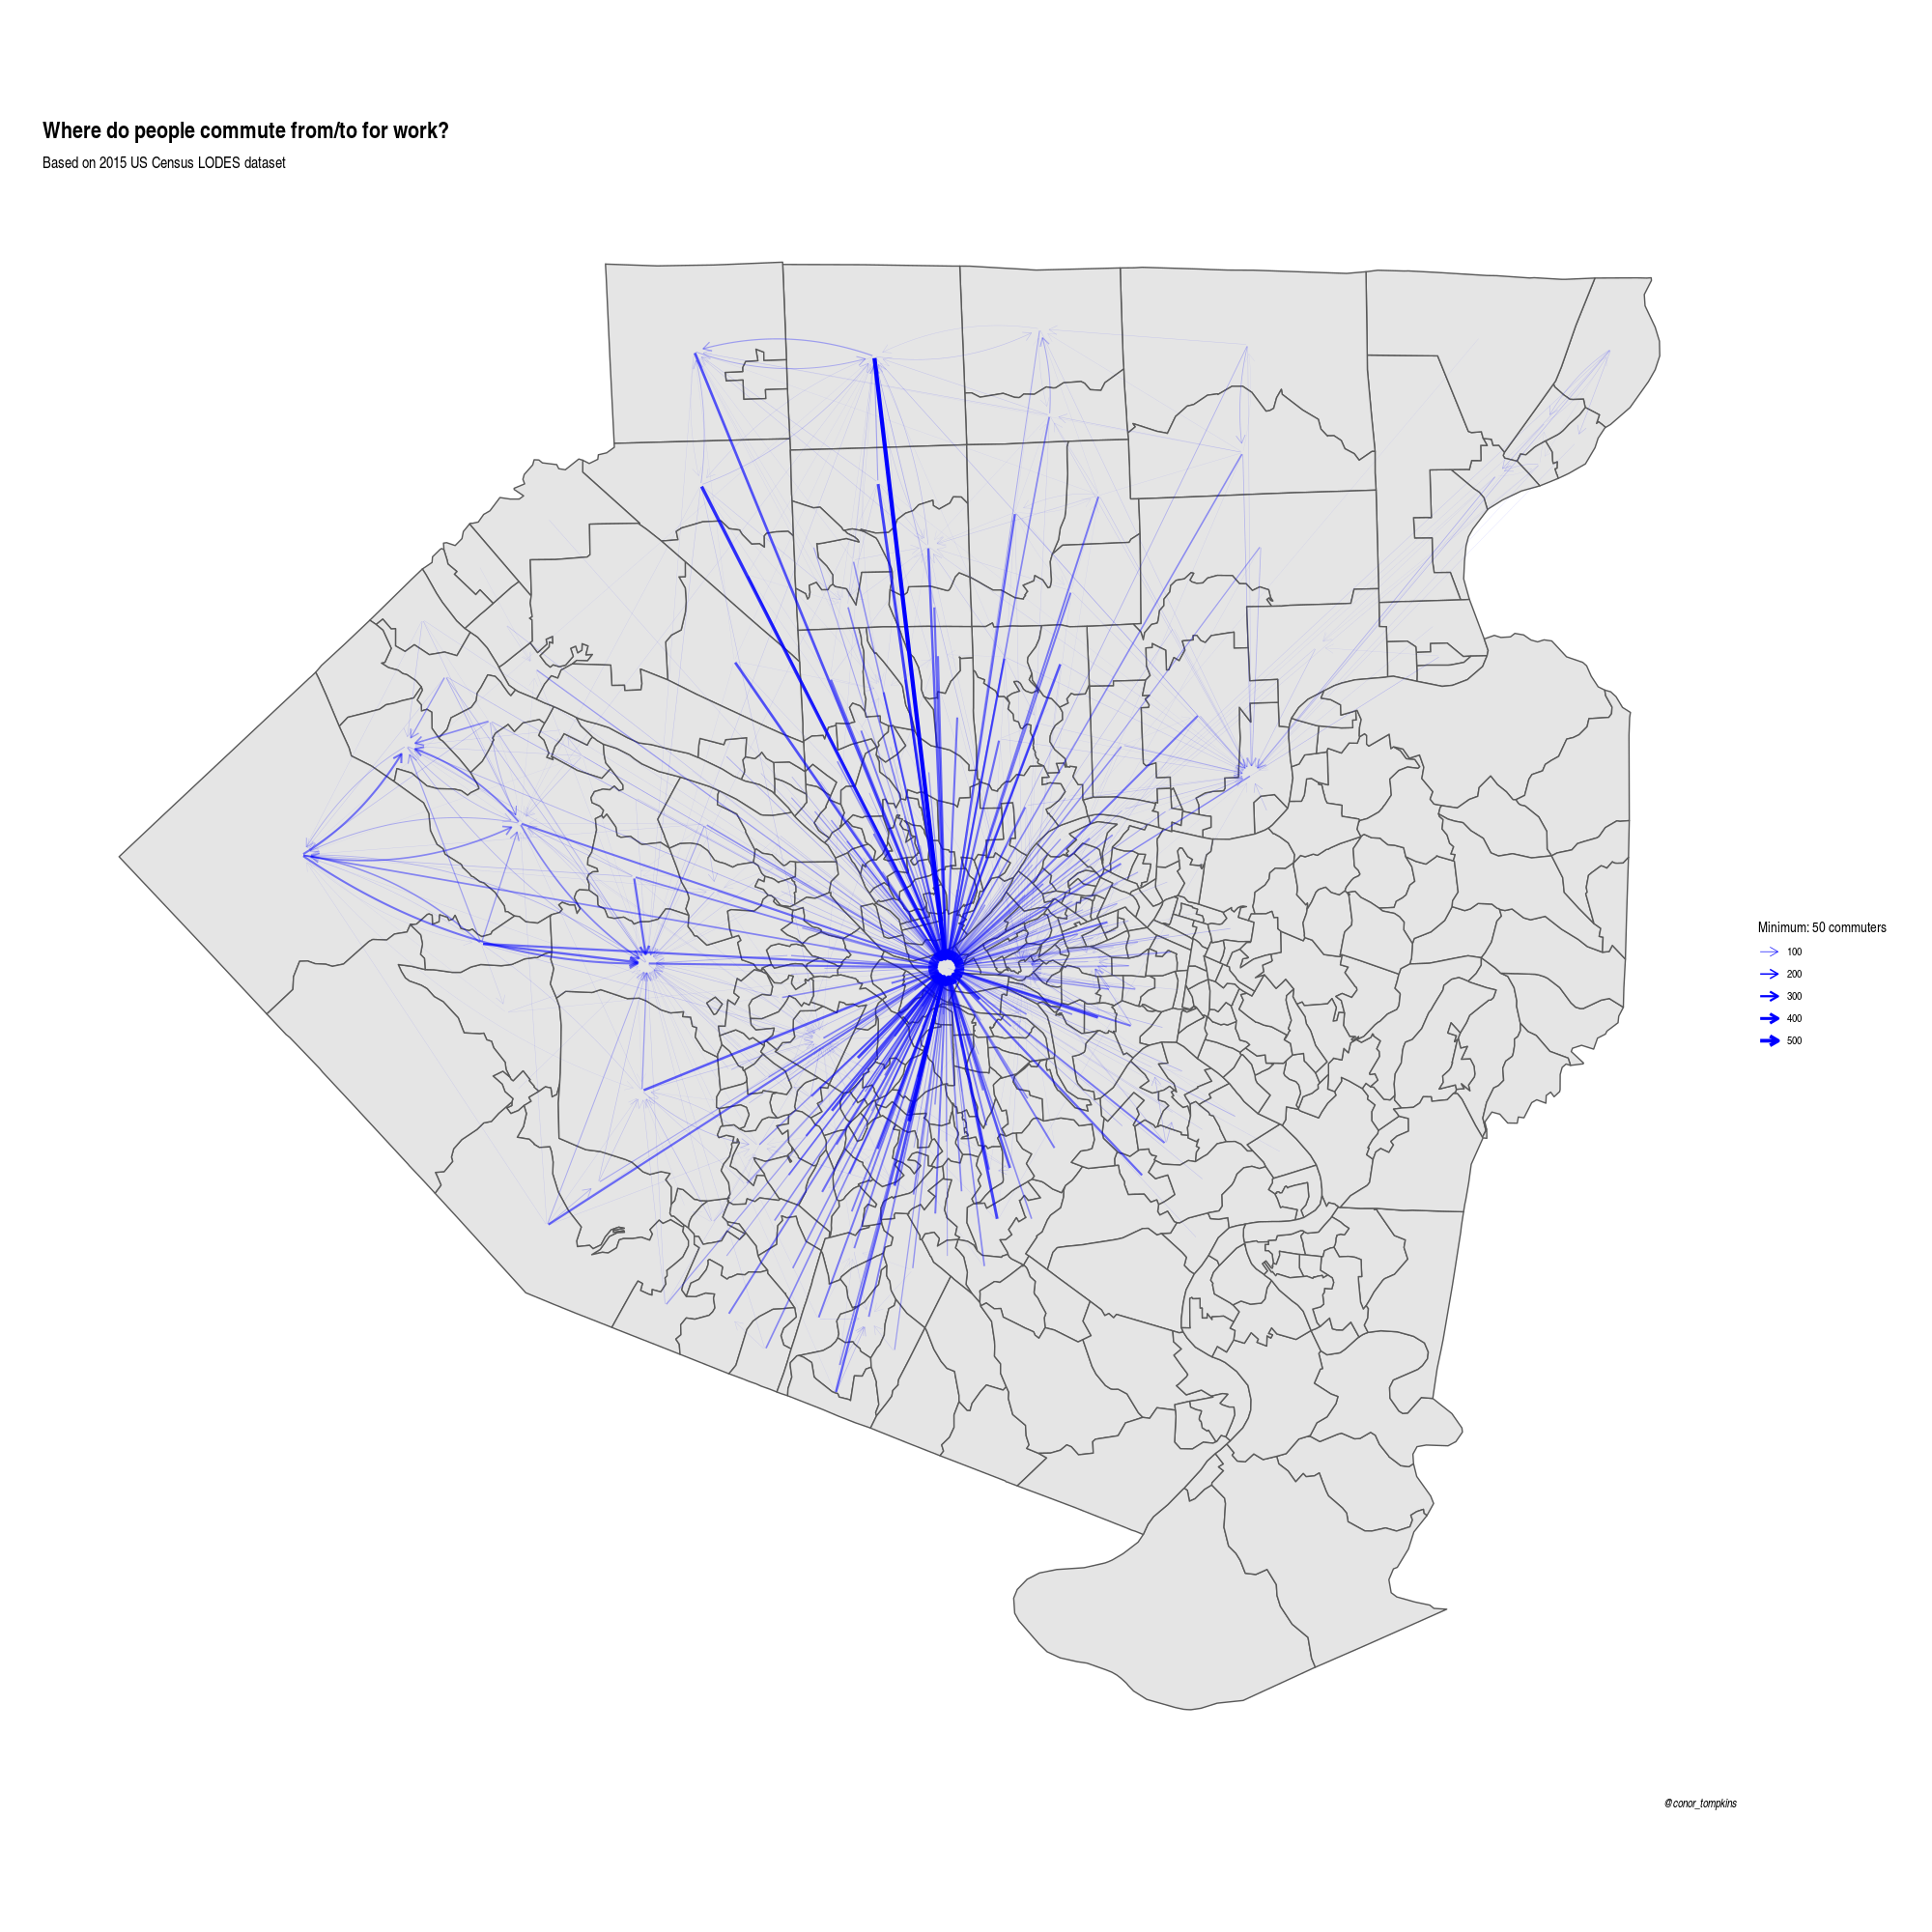 Where do people commute from/to for work?
Based on 2015 US Census LODES dataset
Minimum: 50 commuters
100
200
300
400
500
@conor_tompkins